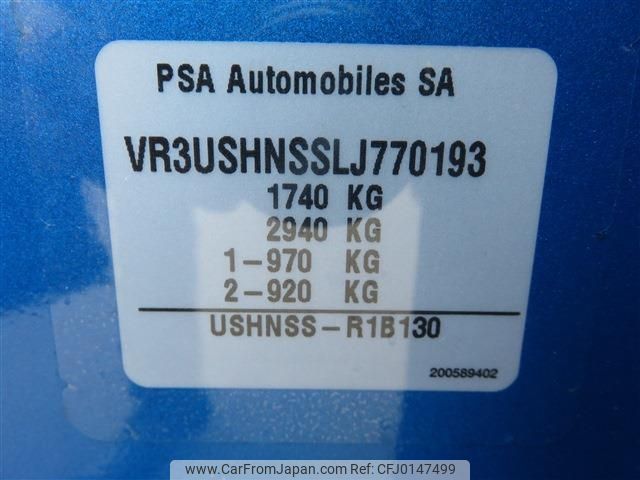 PSA Automobiles SA
VR3USHNSSLJ770193
1740 KG
2940 KG
1-970 KG
2-920 KG
USHNSS-R1B130
200589402
www.CarFromJapan.com | CFJ0147499